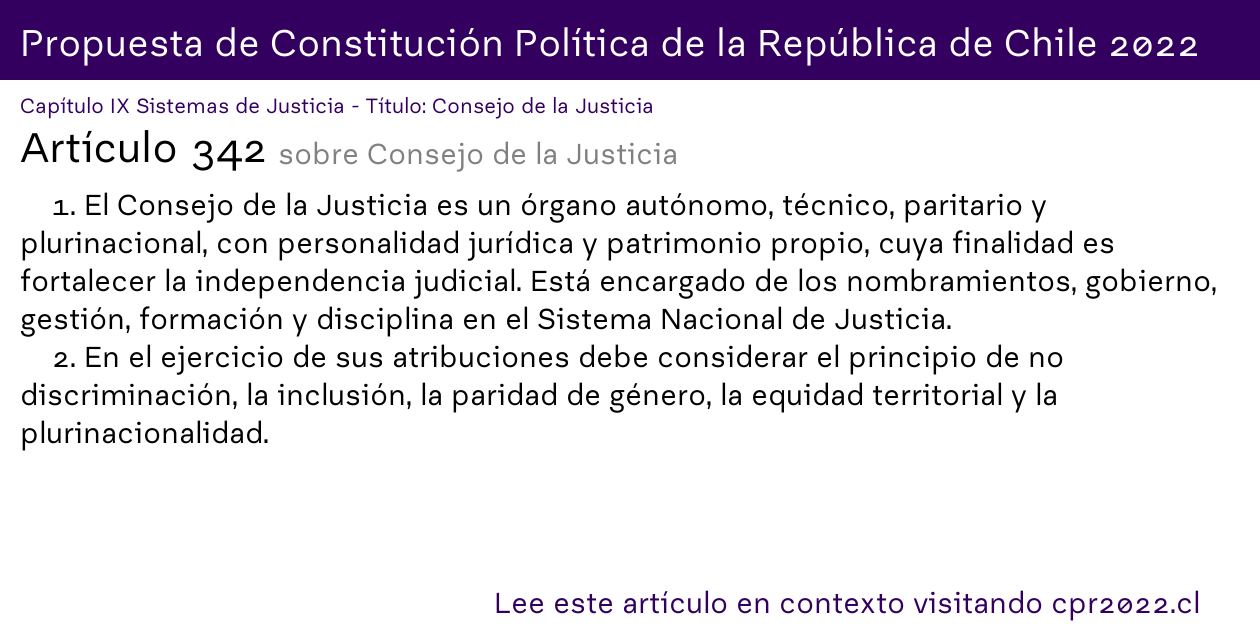 Propuesta de Constitución Política de la República de Chile 2022
Capítulo IX Sistemas de Justicia - Título: Consejo de la Justicia
Artículo 342 sobre Consejo de la Justicia
1. El Consejo de la Justicia es un órgano autónomo, técnico, paritario y
plurinacional, con personalidad jurídica y patrimonio propio, cuya finalidad es
fortalecer la independencia judicial. Está encargado de los nombramientos, gobierno,
gestión, formación y disciplina en el Sistema Nacional de Justicia.
2. En el ejercicio de sus atribuciones debe considerar el principio de no
discriminación, la inclusión, la paridad de género, la equidad territorial y la
plurinacionalidad.
Lee este artículo en contexto visitando cpr2022.cl